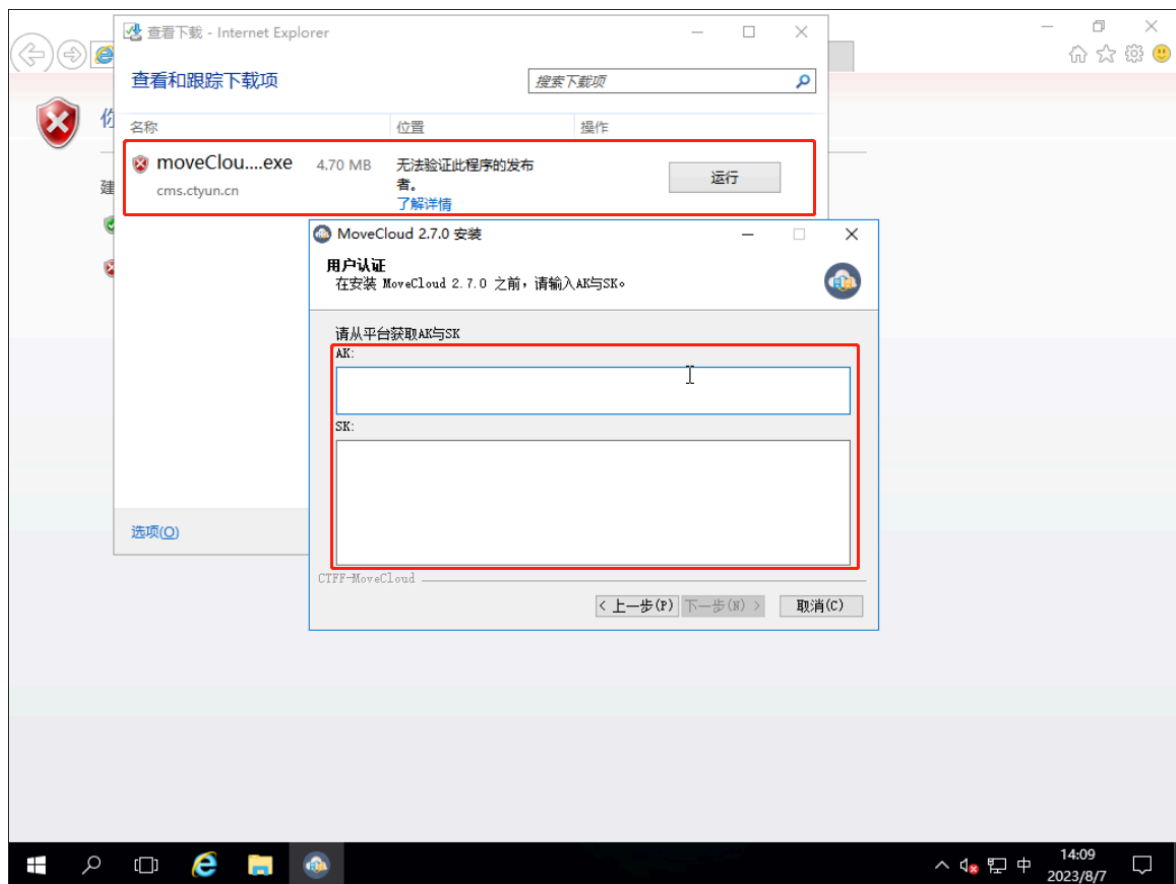 查看下载 - Internet Explorer
查看和跟踪下载项
搜索下载项
名称
位置
操作
moveClou....exe
4.70 MB
无法验证此程序的发布
者。
运行
cms.ctyun.cn
了解详情
建
MoveCloud 2.7.0 安装
用户认证
在安装 MoveCloud 2.7.0 之前，请输入AK与SK。
请从平台获取AK与SK
AK:
SK:
选项(O)
CTFF-MoveCloud
< 上一步(P)
下一步(N) >
取消(C)
中
14:09
2023/8/7